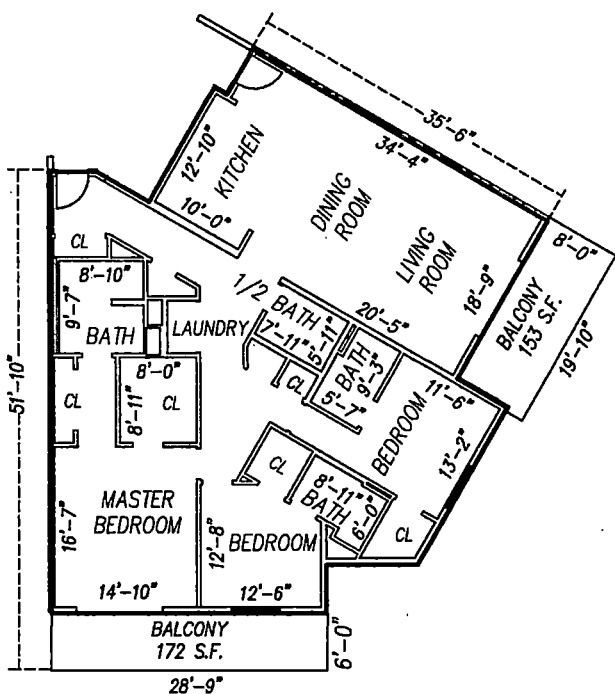 35'-6"
34'-4"
12'-10"
KITCHEN
10'-0"
DINING
ROOM
LIVING
ROOM
18'-9"
8'-0"
BALCONY
153 S.F.
19'-10"
CL
8'-10"
9'-7"
BATH
LAUNDRY
1/2 BATH
7'-11"
5'-11"
20'-5"
51'-10"
CL
8'-0"
8'-11"
CL
CL
BATH
9'-3"
5'-7"
11'-6"
BEDROOM
13'-2"
CL
8'-11"
BATH
6'-0"
CL
16'-7"
MASTER
BEDROOM
14'-10"
12'-8"
BEDROOM
12'-6"
BALCONY
172 S.F.
6'-0"
28'-9"